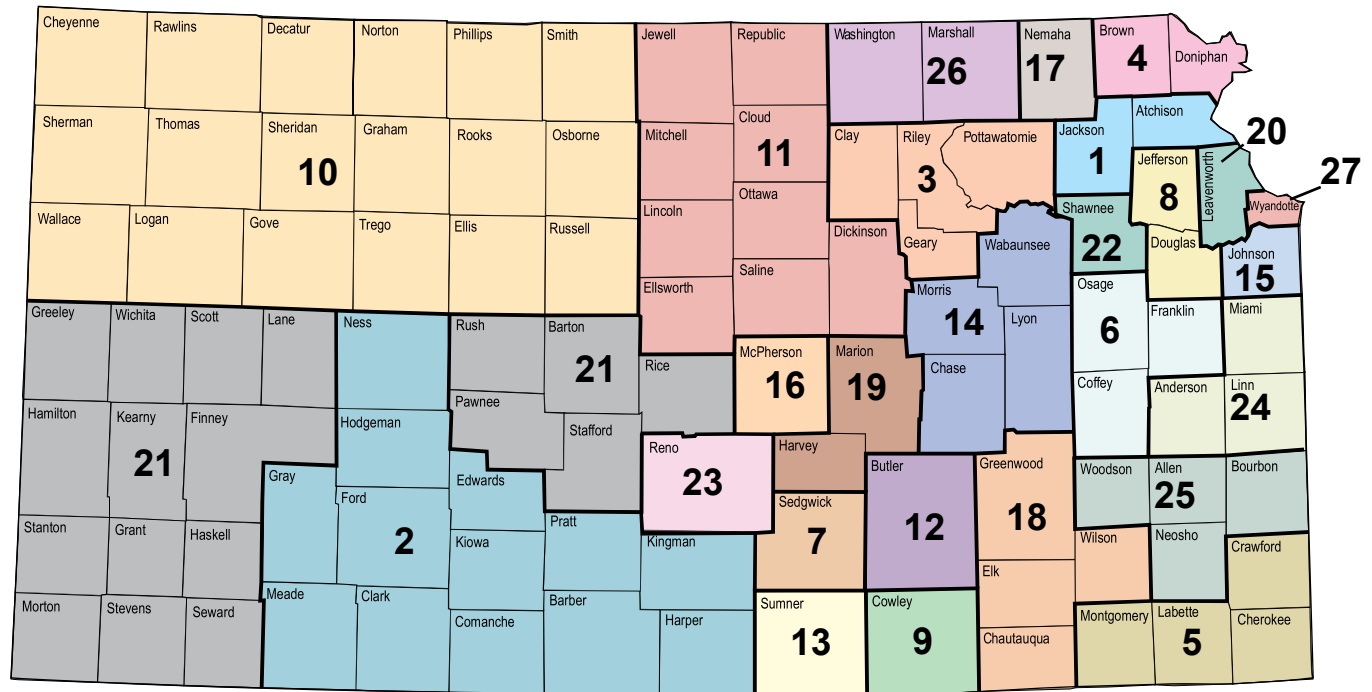 Cheyenne
Rawlins
Decatur
Norton
Phillips
Smith
Jewell
Republic
Washington
Marshall
26
Nemaha
17
Brown
4
Doniphan
Sherman
Thomas
Sheridan
10
Graham
Rooks
Osborne
Mitchell
Cloud
11
Clay
Riley
3
Pottawatomie
Jackson
1
Atchison
20
27
Jefferson
8
Leavenworth
Wyandotte
Wallace
Logan
Gove
Trego
Ellis
Russell
Lincoln
Ottawa
Dickinson
Geary
Wabaunsee
Shawnee
22
Douglas
Johnson
15
Ellsworth
Saline
Morris
14
Lyon
Osage
6
Franklin
Miami
Greeley
Wichita
Scott
Lane
Ness
Rush
Barton
21
Rice
McPherson
16
Marion
19
Chase
Coffey
Anderson
Linn
24
Hamilton
Kearny
21
Finney
Hodgeman
Pawnee
Stafford
Reno
23
Harvey
Butler
12
Greenwood
18
Woodson
Allen
25
Bourbon
Gray
Ford
2
Edwards
Kiowa
Pratt
Kingman
Sedgwick
7
Wilson
Neosho
Crawford
Stanton
Grant
Haskell
Elk
Morton
Stevens
Seward
Meade
Clark
Comanche
Barber
Harper
Sumner
13
Cowley
9
Chautauqua
Montgomery
Labette
5
Cherokee